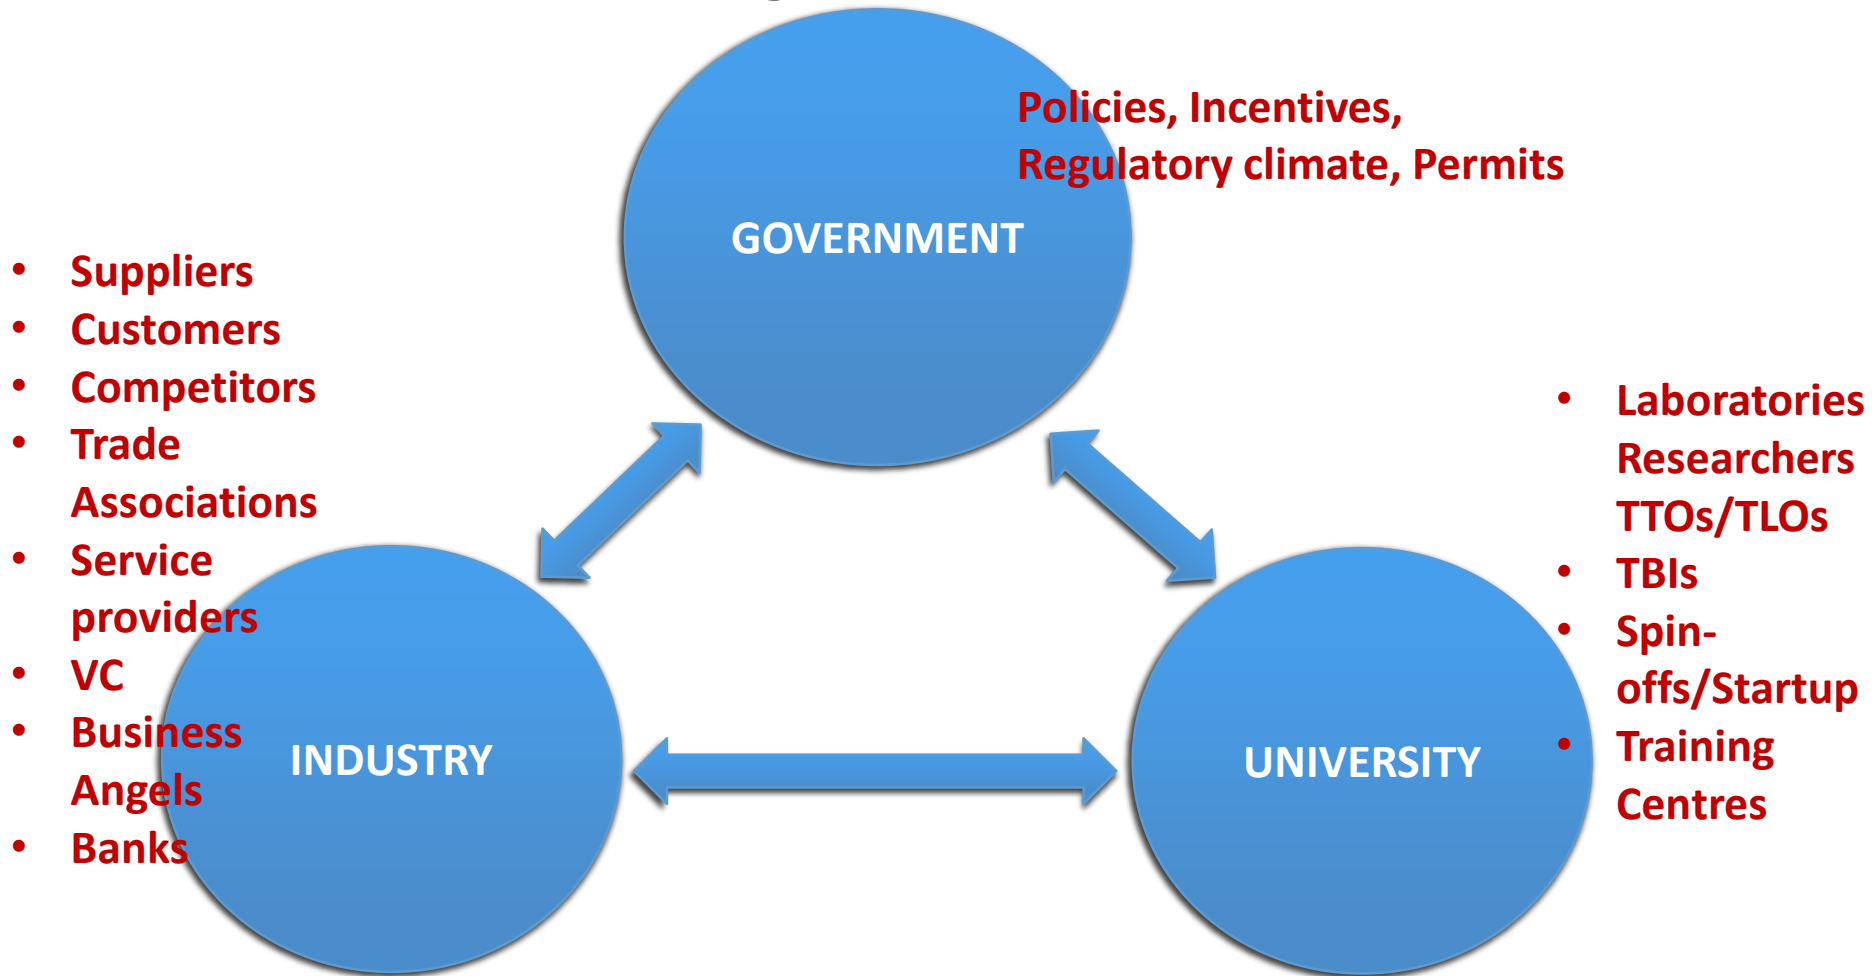 Policies, Incentives,
Regulatory climate, Permits
GOVERNMENT
• Suppliers
• Customers
• Competitors
• Trade
Associations
• Service
providers
• VC
• Business
Angels
• Banks
INDUSTRY
UNIVERSITY
• Laboratories
Researchers
TTOs/TLOs
• TBIs
• Spin-
offs/Startup
• Training
Centres